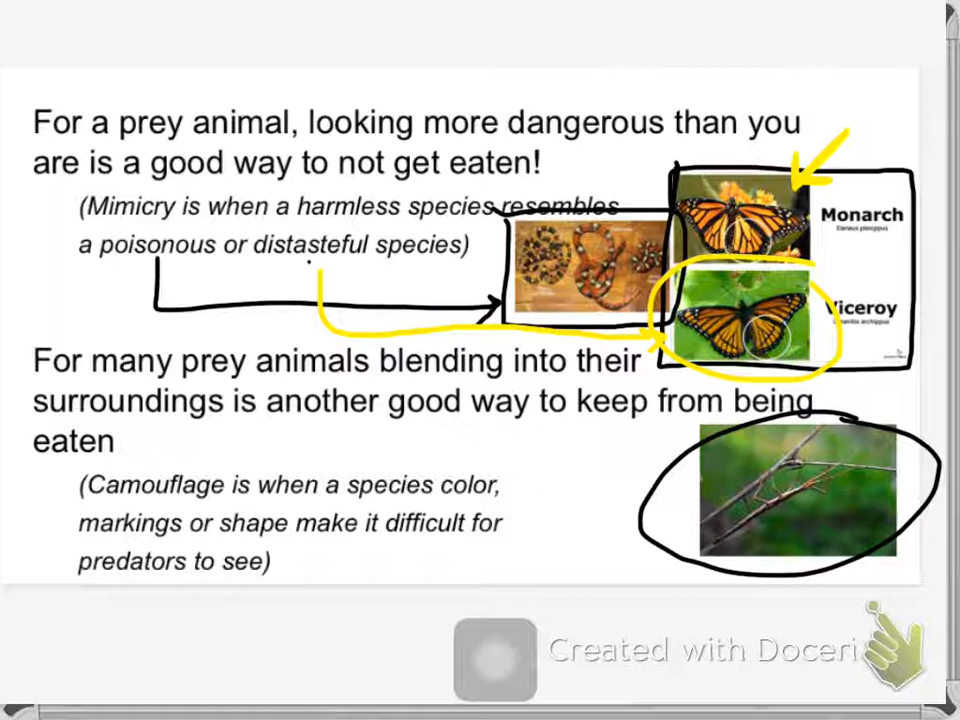 For a prey animal, looking more dangerous than you
are is a good way to not get eaten!
(Mimicry is when a harmless species resembles
a poisonous or distasteful species)
Monarch
Danaus plexippus
Viceroy
For many prey animals blending into their
surroundings is another good way to keep from being
eaten
(Camouflage is when a species color,
markings or shape make it difficult for
predators to see)
Created with Doceri